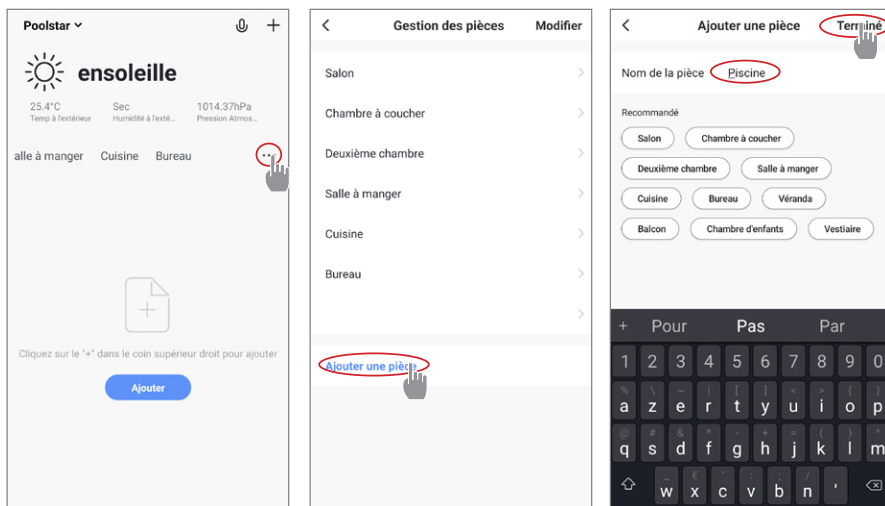 Poolstar
ensoleille
25.4°C Sec 1014.37hPa
Temp à l'extérieur Humidité à l'exté... Pression Atmos...
alle à manger Cuisine Bureau ...
Cliquez sur le "+" dans le coin supérieur droit pour ajouter
Ajouter
Gestion des pièces Modifier
Salon
Chambre à coucher
Deuxième chambre
Salle à manger
Cuisine
Bureau
Ajouter une pièce
Ajouter une pièce Terminé
Nom de la pièce Piscine
Recommandé
Salon Chambre à coucher
Deuxième chambre Salle à manger
Cuisine Bureau Véranda
Balcon Chambre d'enfants Vestiaire
+ Pour Pas Par
1 2 3 4 5 6 7 8 9 0
a z e r t y u i o p
q s d f g h j k l m
w x c v b n '